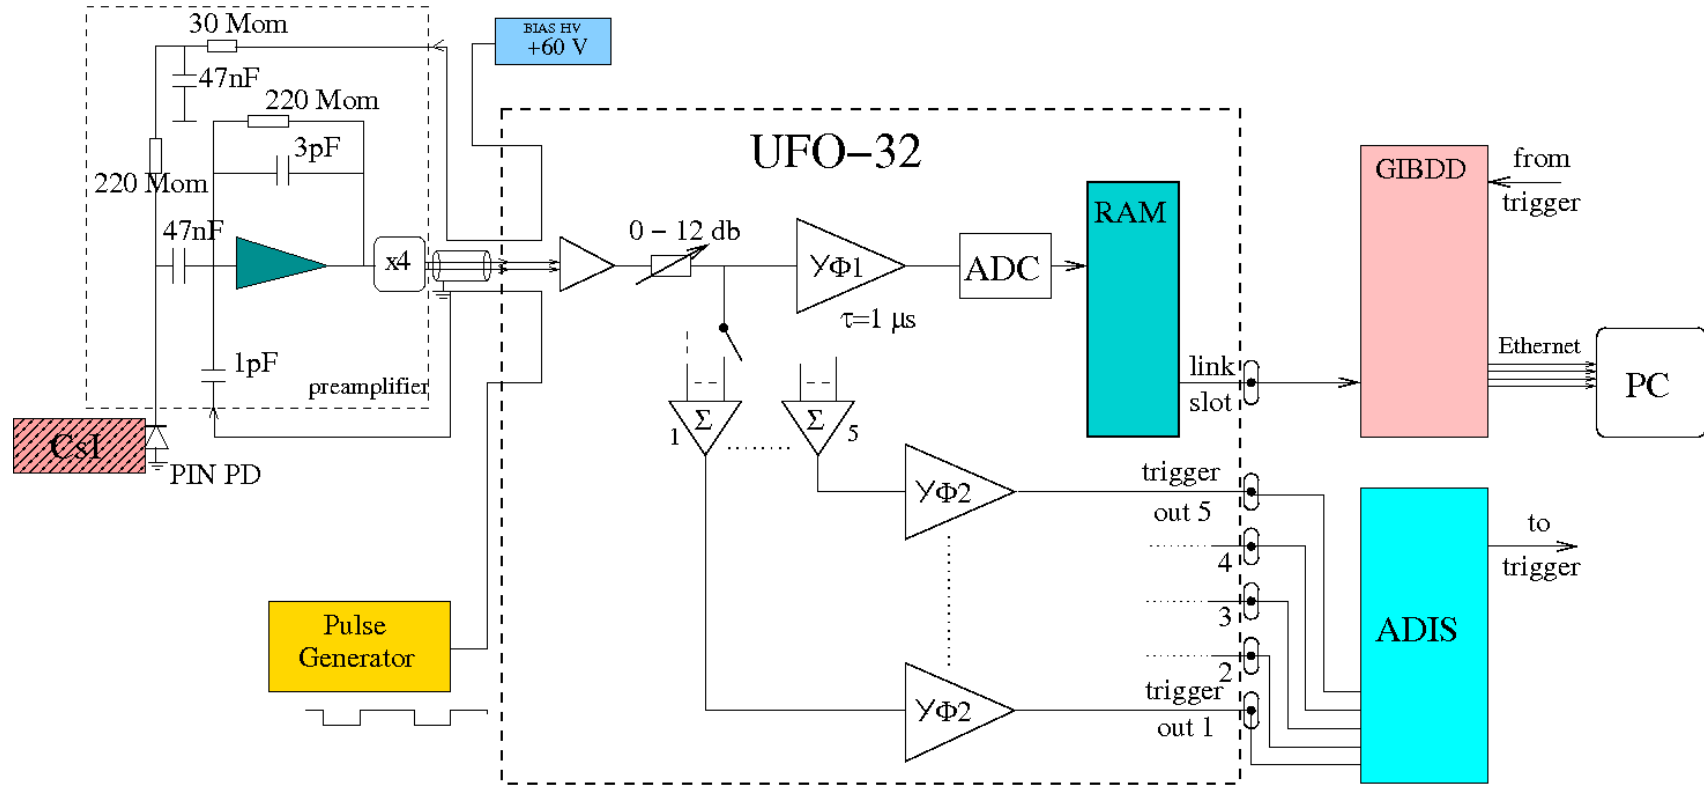 30 Mom
47nF
220 Mom
3pF
220 Mom
47nF
x4
1pF
preamplifier
CsI
PIN PD
BIAS HV
+60 V
UFO-32
0 - 12 db
УФ1
τ=1 μs
ADC
RAM
link
slot
GIBDD
from
trigger
Ethernet
PC
Σ
1
Σ
5
УФ2
trigger
out 5
4
3
2
trigger
out 1
УФ2
ADIS
to
trigger
Pulse
Generator